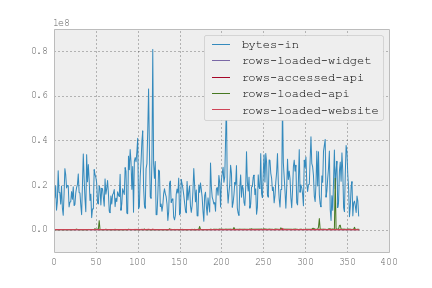 1e8
0.8
0.6
0.4
0.2
0.0
bytes-in
rows-loaded-widget
rows-accessed-api
rows-loaded-api
rows-loaded-website
0 50 100 150 200 250 300 350 400